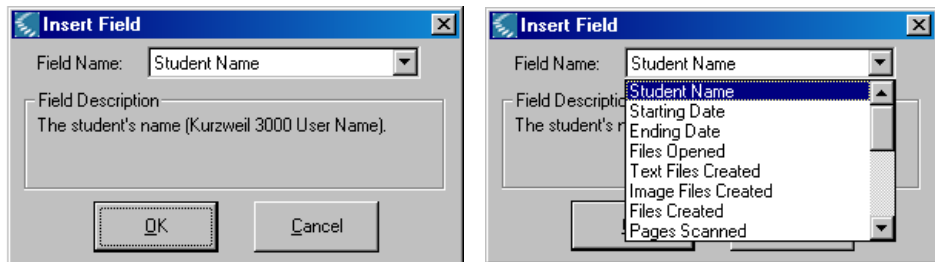 Insert Field
Field Name: Student Name
Field Description
The student's name (Kurzweil 3000 User Name).
OK Cancel
Insert Field
Field Name: Student Name
Student Name
Field Descriptio
Starting Date
The student's n
Ending Date
Files Opened
Text Files Created
Image Files Created
Files Created
Pages Scanned